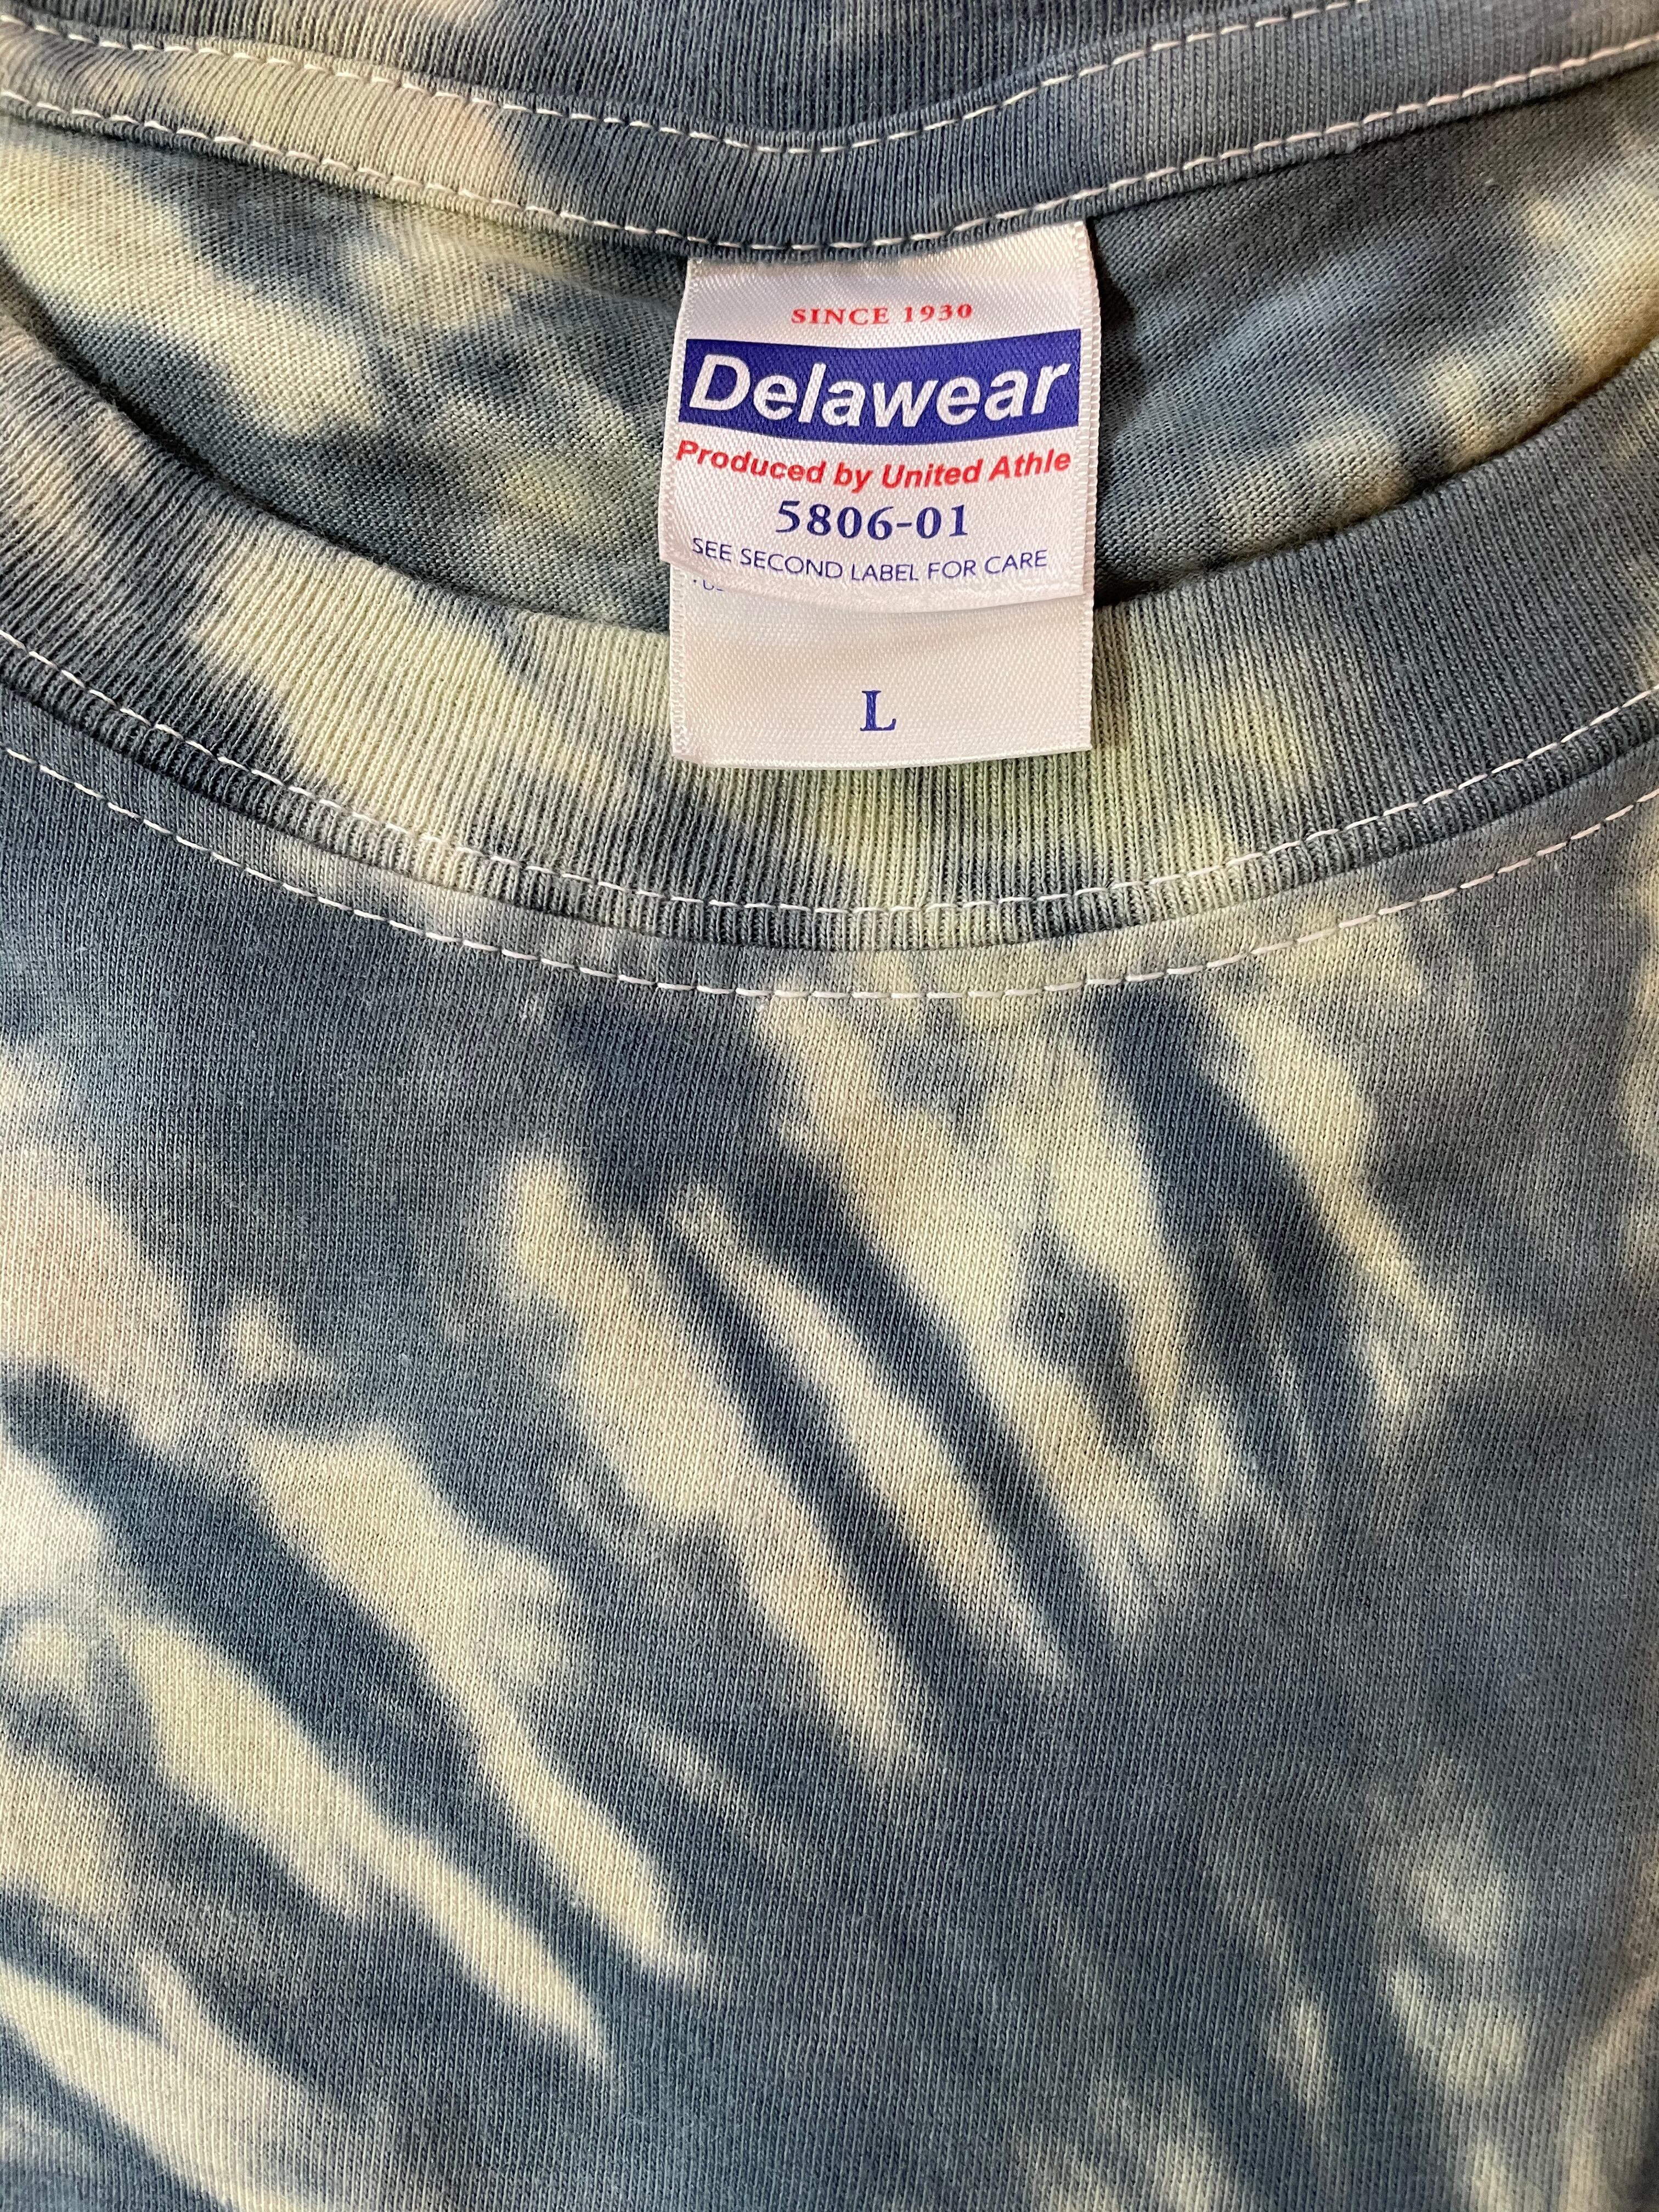 SINCE 1930
Delawear
Produced by United Athle
5806-01
SEE SECOND LABEL FOR CARE
L